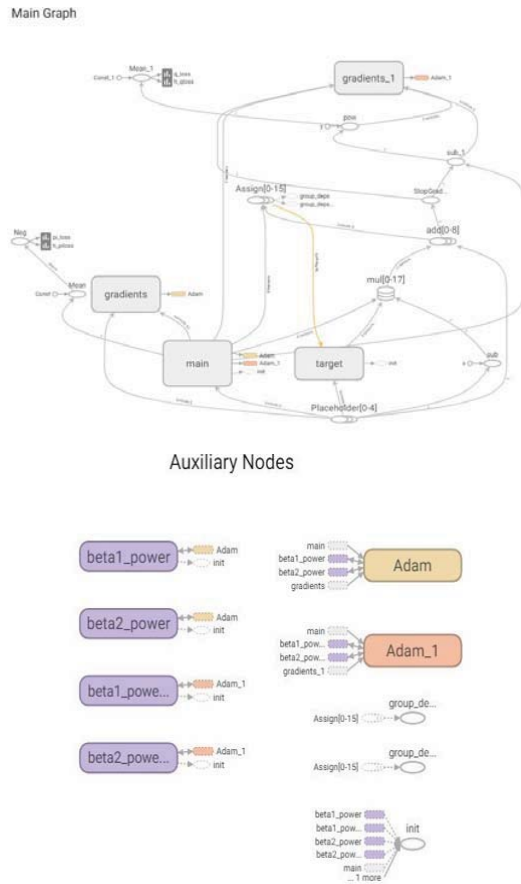 Main Graph
gradients_1
Adam_1
Mean_1
Const_1
q_loss
h_qloss
y
pow
sub_1
Assign[0-15]
group_deps
group_deps...
StopGrad...
Neg
pi_loss
add[0-8]
Mean
Const
gradients
Adam
mul[0-17]
main
Adam
Adam_1
init
target
init
x
sub
Placeholder[0-4]
Auxiliary Nodes
beta1_power
Adam
init
main
beta1_power
beta2_power
gradients
Adam
beta2_power
Adam
init
main
beta1_pow...
beta2_pow...
gradients_1
Adam_1
beta1_powe...
Adam_1
init
Assign[0-15]
group_de...
beta2_powe...
Adam_1
init
Assign[0-15]
group_de...
beta1_power
beta1_pow...
beta2_power
beta2_pow...
main
... 1 more
init